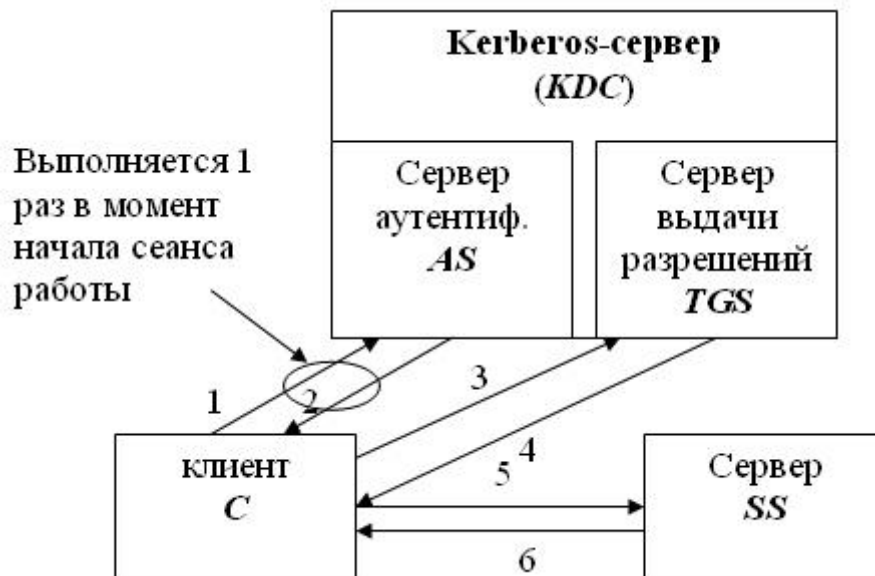 Kerberos-сервер
(KDC)
Выполняется 1
раз в момент
начала сеанса
работы
Сервер
аутентиф.
AS
Сервер
выдачи
разрешений
TGS
1
2
3
4
5
6
клиент
C
Сервер
SS